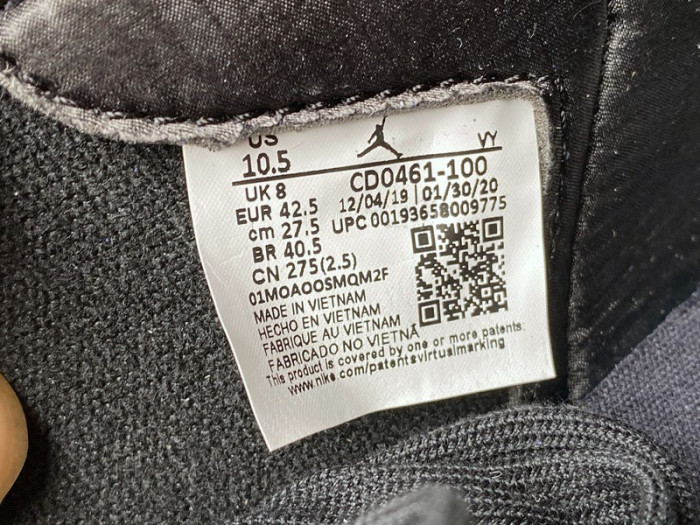 US
10.5
VY
UK 8
CD0461-100
EUR 42.5
12/04/19 | 01/30/20
cm 27.5
UPC 00193658009775
BR 40.5
CN 275(2.5)
01MOAOOSMQM2F
MADE IN VIETNAM
HECHO EN VIETNAM
FABRIQUE AU VIETNAM
FABRICADO NO VIETNÃ
This product is covered by one or more patents:
www.nike.com/patentsvirtualmarking